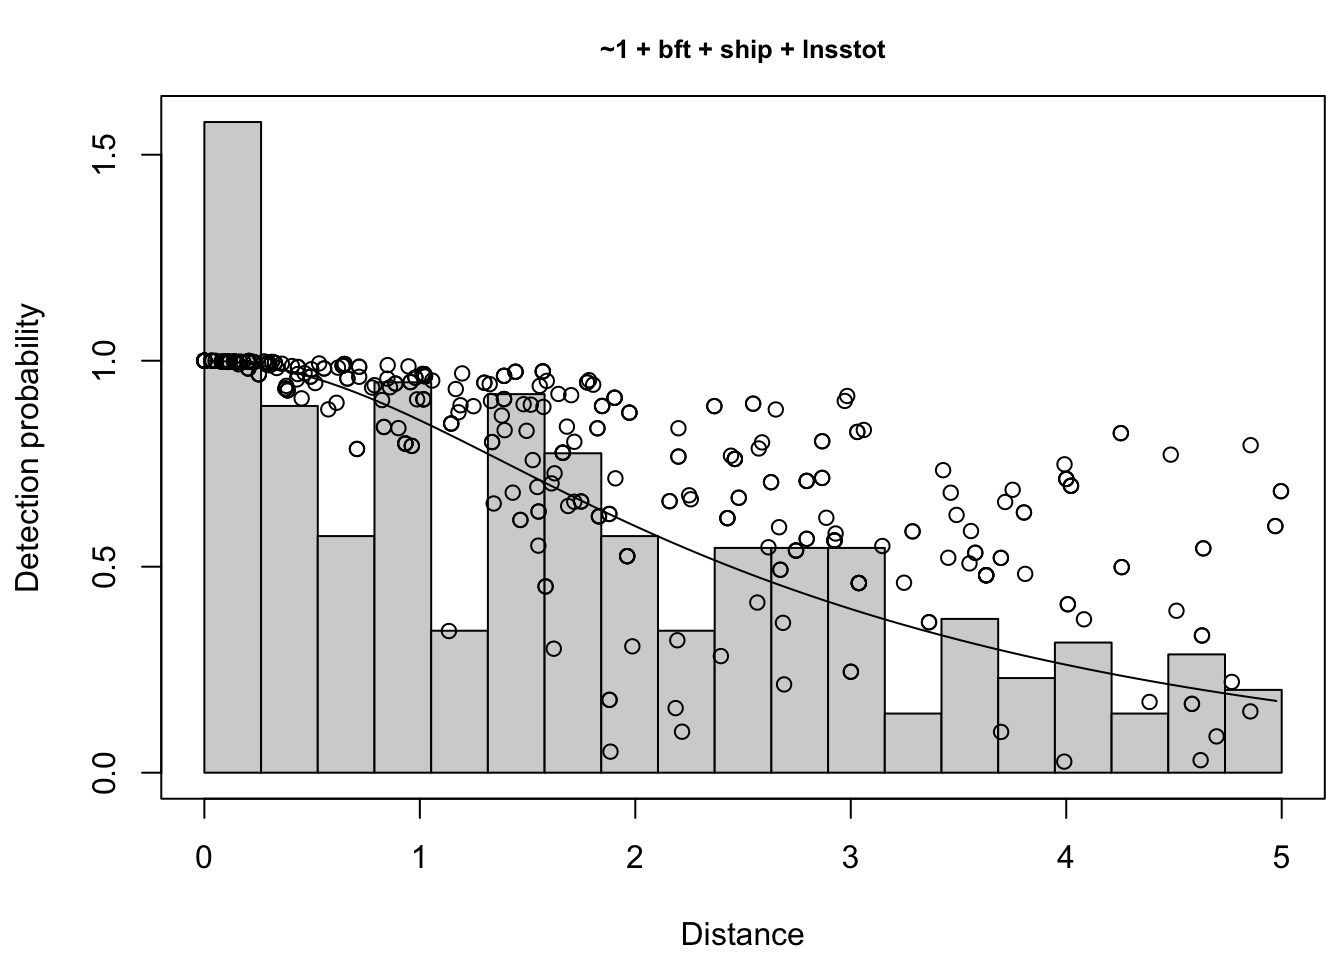 ~1 + bft + ship + lnsstot
Detection probability
1.5
1.0
0.5
0.0
0 1 2 3 4 5
Distance